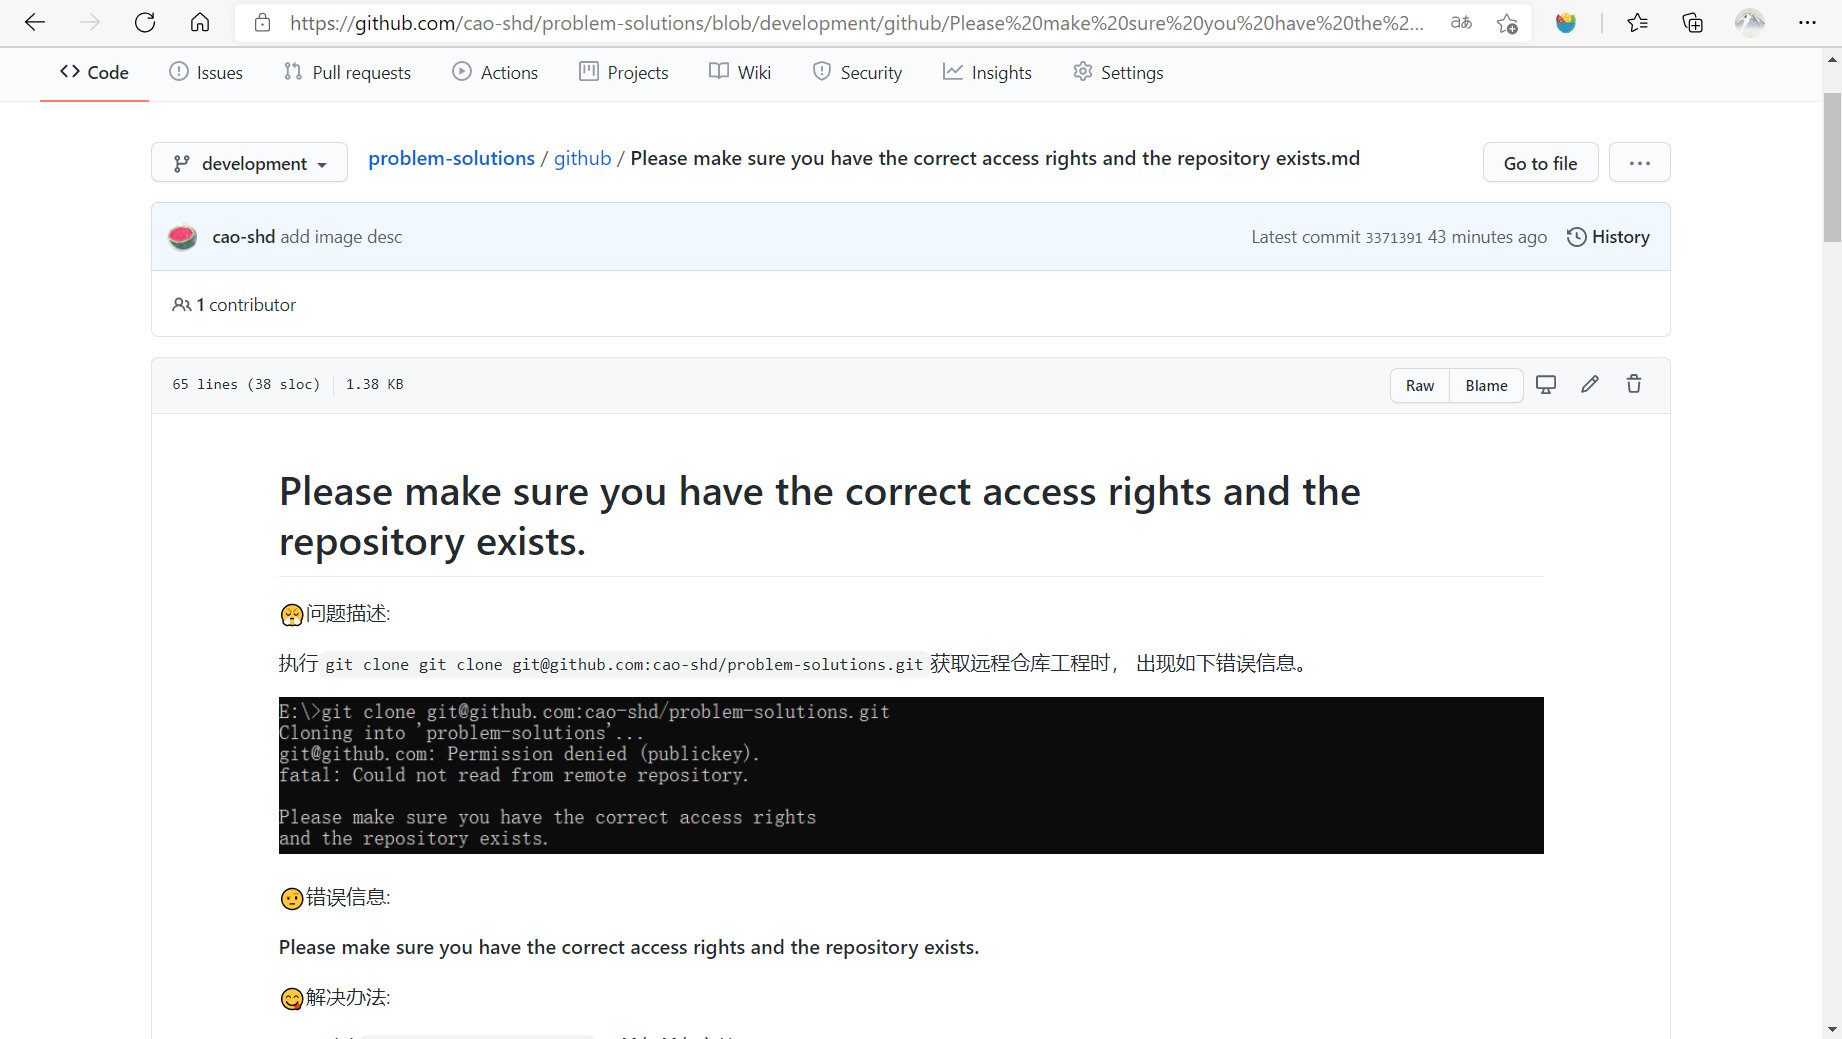 https://github.com/cao-shd/problem-solutions/blob/development/github/Please%20make%20sure%20you%20have%20the%2...
Code Issues Pull requests Actions Projects Wiki Security Insights Settings
development problem-solutions / github / Please make sure you have the correct access rights and the repository exists.md Go to file ...
cao-shd add image desc Latest commit 3371391 43 minutes ago History
1 contributor
65 lines (38 sloc) 1.38 KB Raw Blame
Please make sure you have the correct access rights and the
repository exists.
😤问题描述:
执行 git clone git clone git@github.com:cao-shd/problem-solutions.git 获取远程仓库工程时， 出现如下错误信息。
E:\>git clone git@github.com:cao-shd/problem-solutions.git
Cloning into 'problem-solutions'...
git@github.com: Permission denied (publickey).
fatal: Could not read from remote repository.
Please make sure you have the correct access rights
and the repository exists.
🤨错误信息:
Please make sure you have the correct access rights and the repository exists.
😋解决办法: